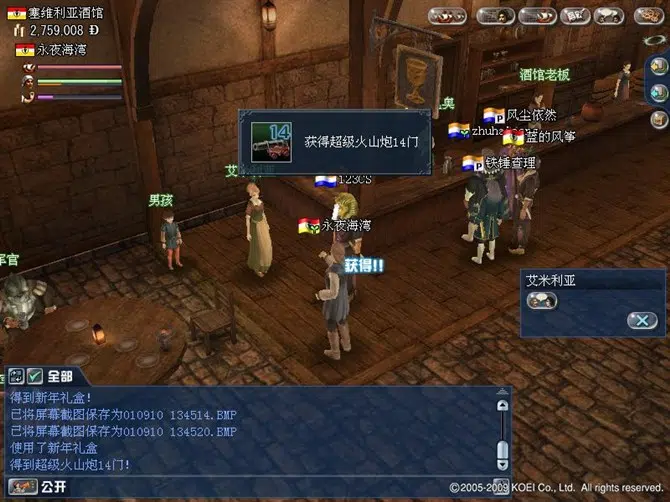 塞维利亚酒馆
2,759,008 Đ
永夜海湾
酒馆老板
风尘依然
蓝的风筝
铁锤查理
14
获得超级火山炮14门
123CS
男孩
永夜海湾
获得!!
艾米利亚
全部
得到新年礼盒!
已将屏幕截图保存为010910 134514.BMP
已将屏幕截图保存为010910 134520.BMP
使用了新年礼盒
得到超级火山炮14门!
公开
©2005-2009 KOEI Co., Ltd. All rights reserved.